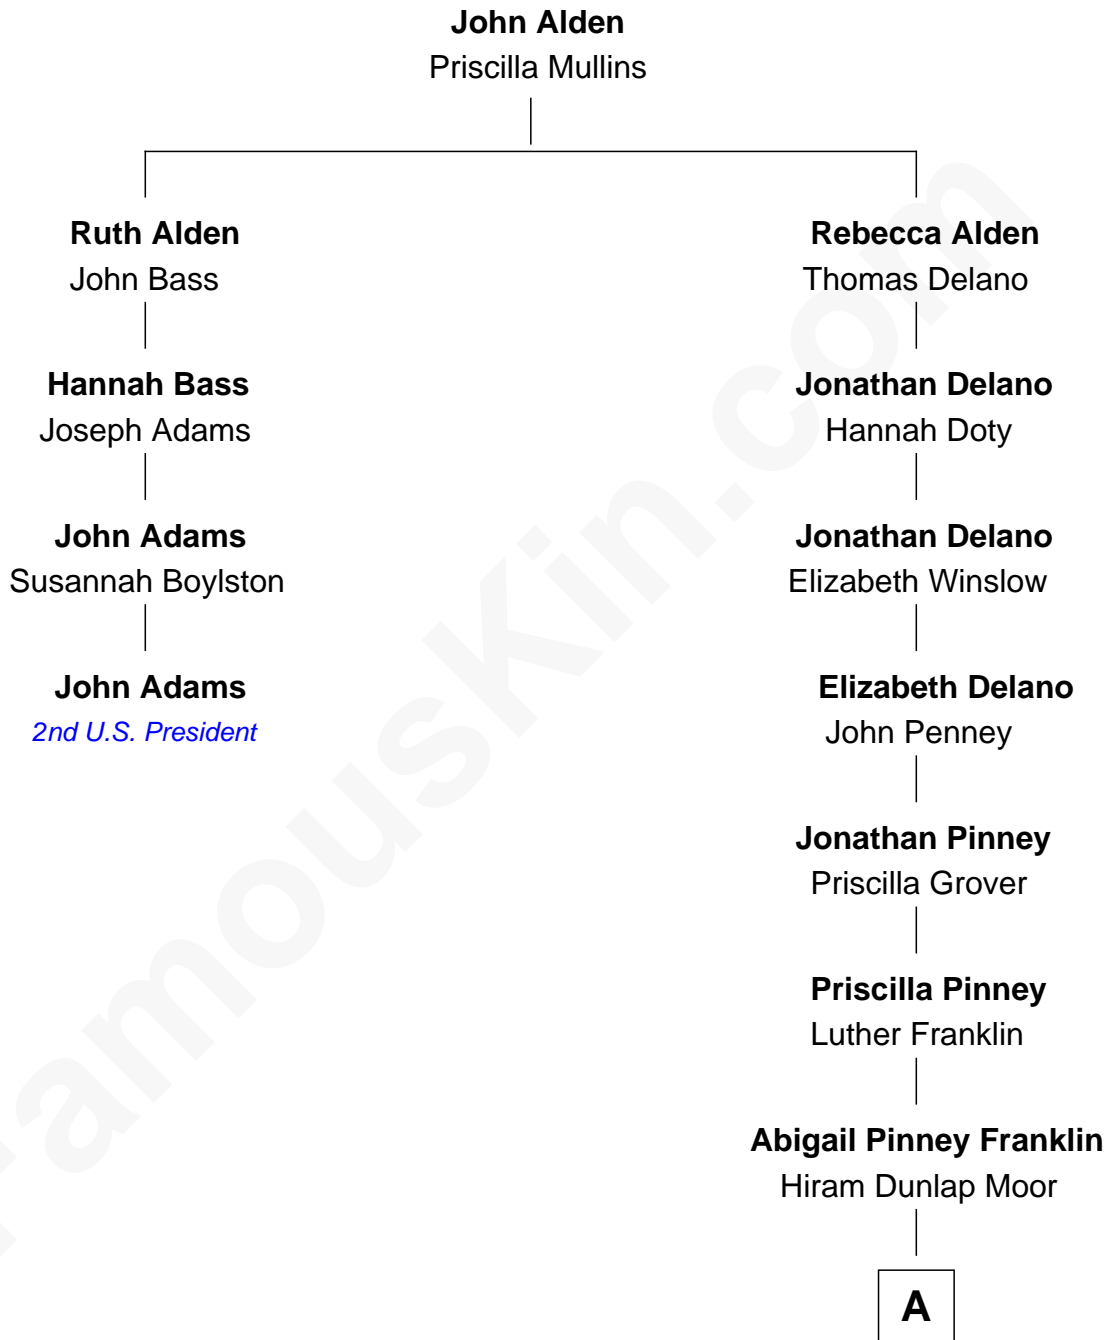 John Alden
Priscilla Mullins
Ruth Alden
John Bass
Hannah Bass
Joseph Adams
John Adams
Susannah Boylston
John Adams
2nd U.S. President
Rebecca Alden
Thomas Delano
Jonathan Delano
Hannah Doty
Jonathan Delano
Elizabeth Winslow
Elizabeth Delano
John Penney
Jonathan Pinney
Priscilla Grover
Priscilla Pinney
Luther Franklin
Abigail Pinney Franklin
Hiram Dunlap Moor
A
FamousKin.com